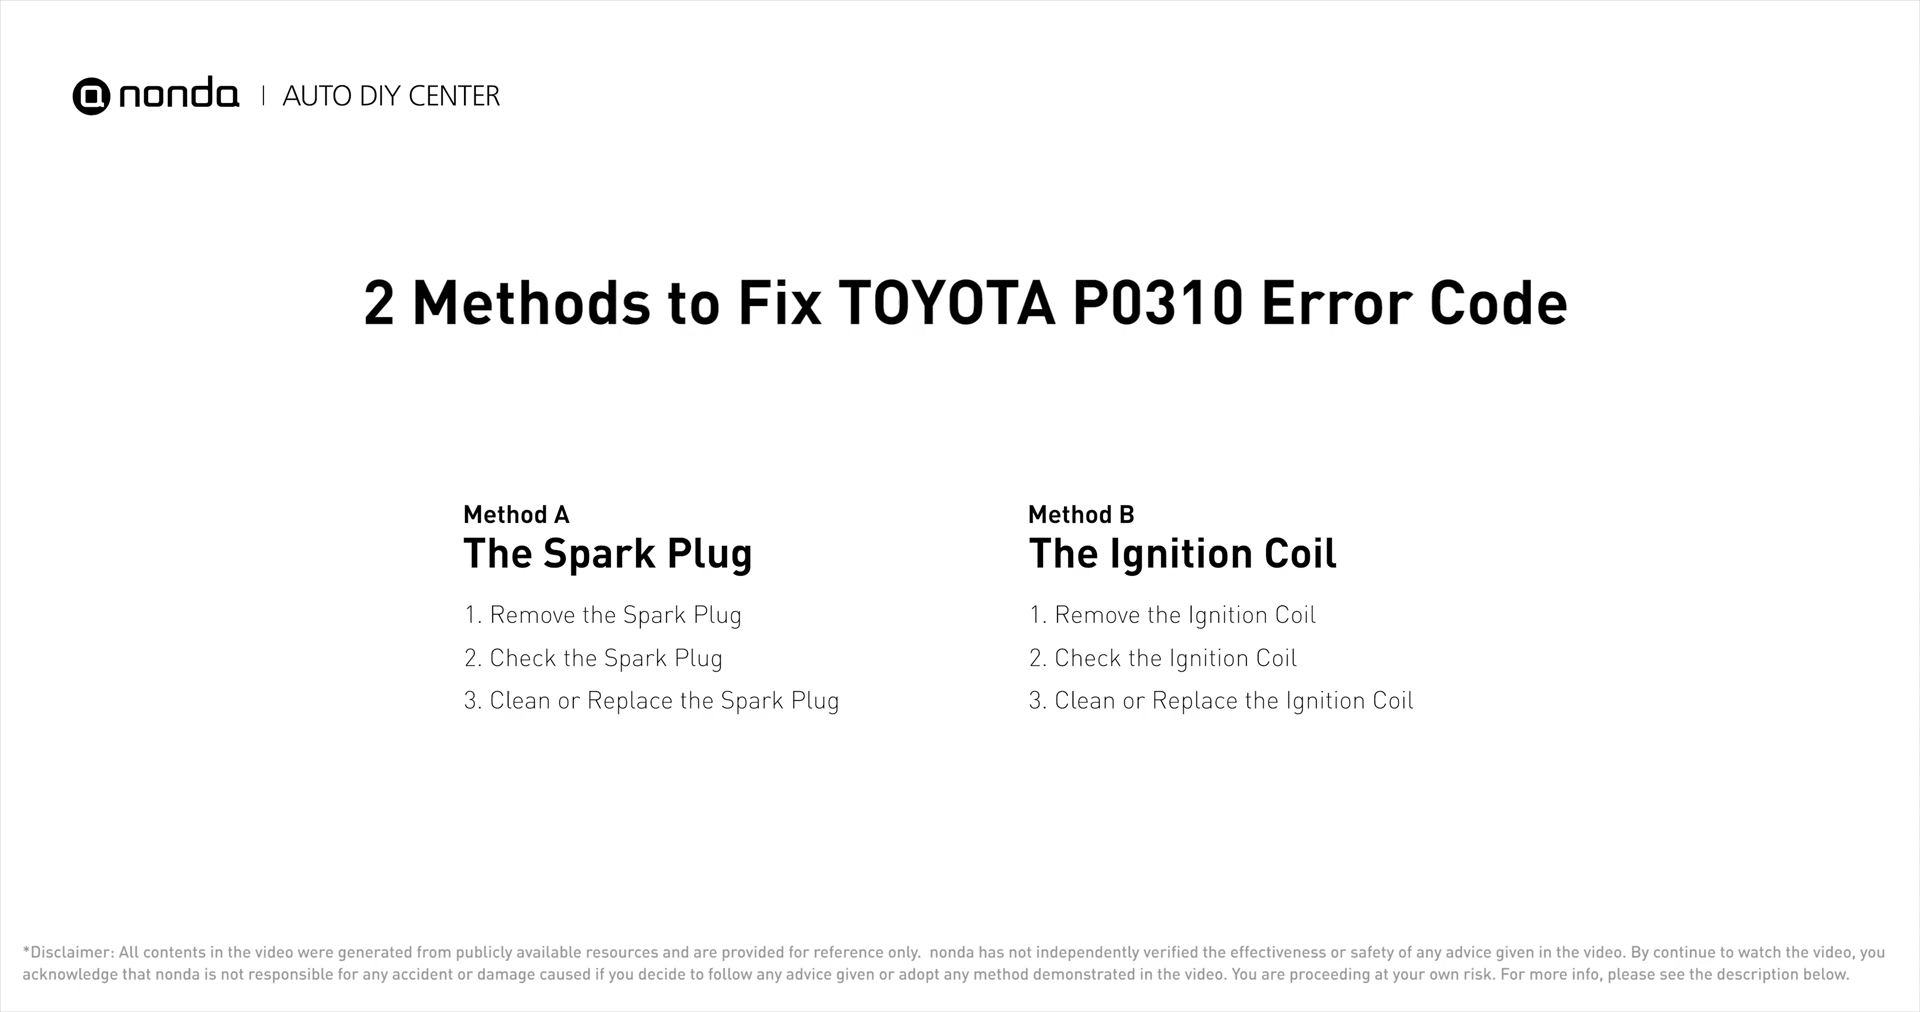 nonda | AUTO DIY CENTER
2 Methods to Fix TOYOTA P0310 Error Code
Method A
The Spark Plug
1. Remove the Spark Plug
2. Check the Spark Plug
3. Clean or Replace the Spark Plug
Method B
The Ignition Coil
1. Remove the Ignition Coil
2. Check the Ignition Coil
3. Clean or Replace the Ignition Coil
*Disclaimer: All contents in the video were generated from publicly available resources and are provided for reference only. nonda has not independently verified the effectiveness or safety of any advice given in the video. By continue to watch the video, you
acknowledge that nonda is not responsible for any accident or damage caused if you decide to follow any advice given or adopt any method demonstrated in the video. You are proceeding at your own risk. For more info, please see the description below.